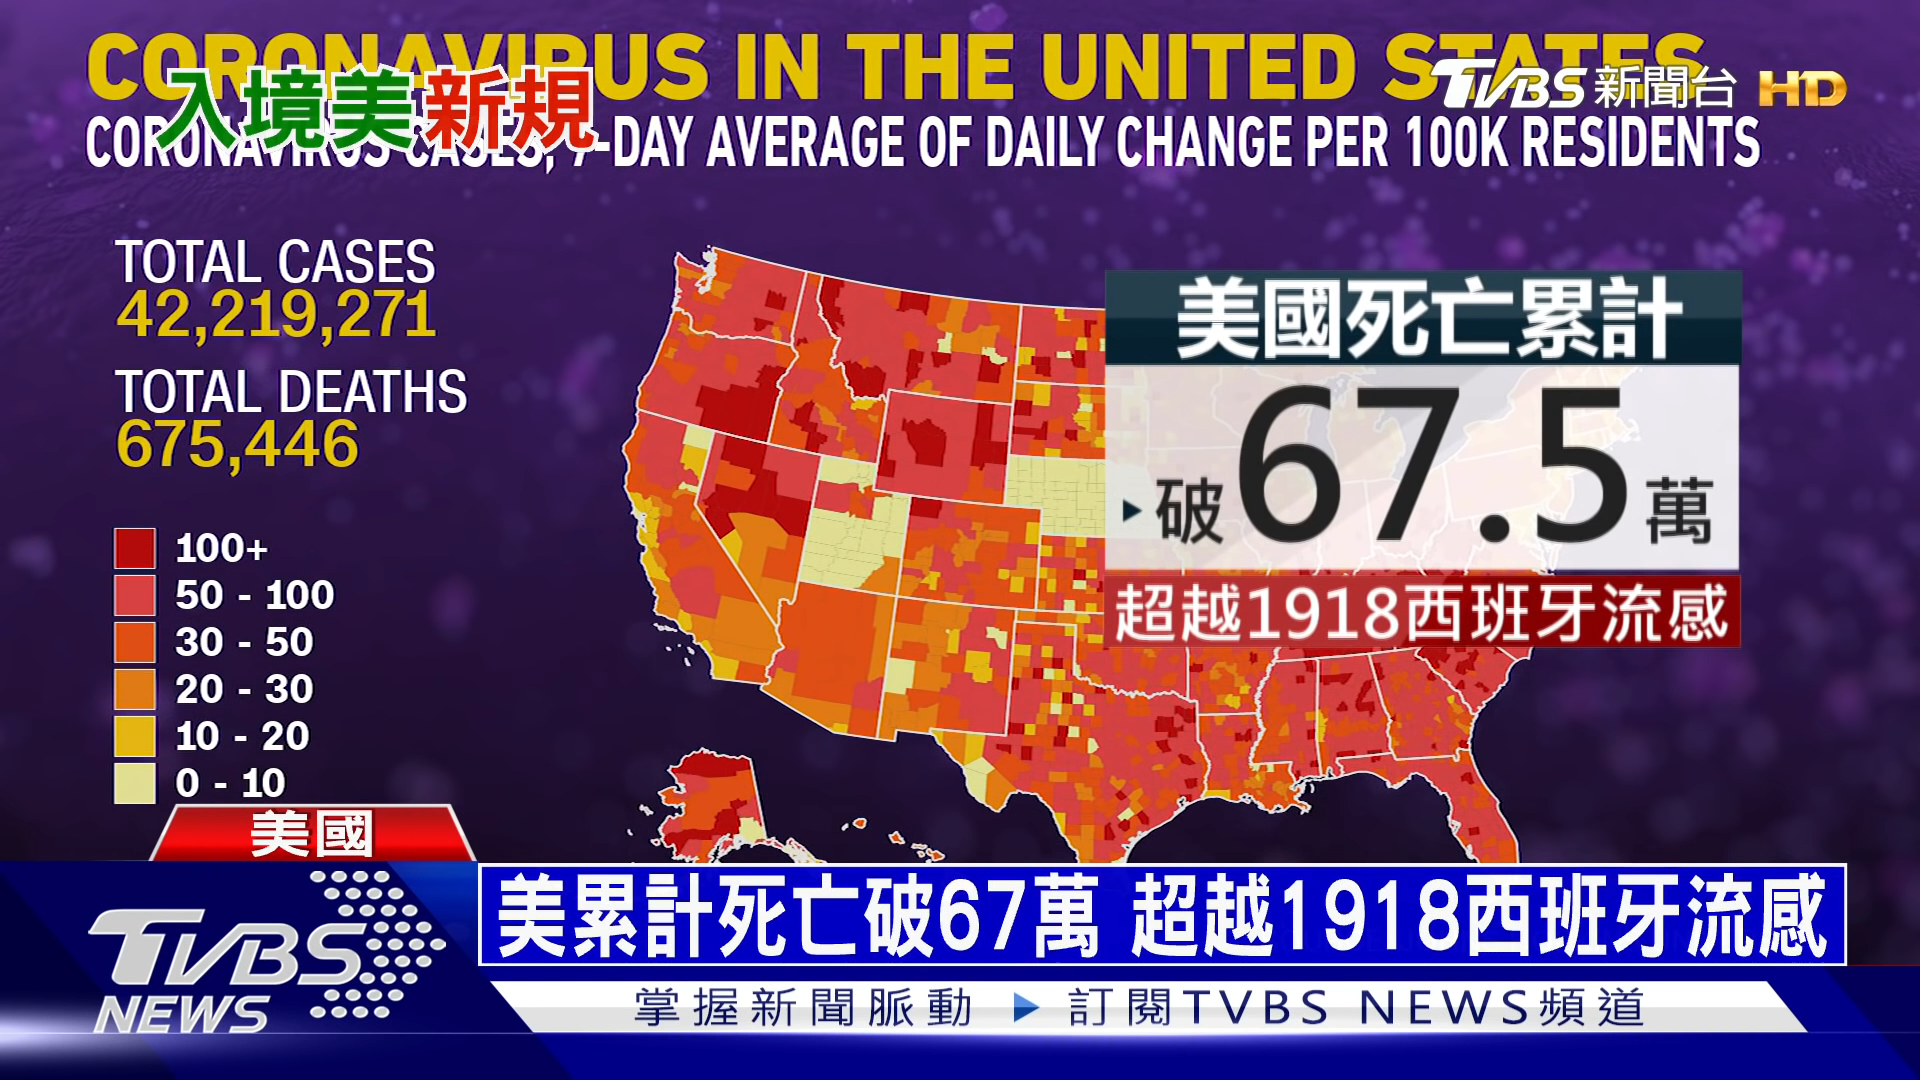 CORONAVIRUS IN THE UNITED STATES
入境美新規
TVBS新聞台 HD
CORONAVIRUS CASES, 7-DAY AVERAGE OF DAILY CHANGE PER 100K RESIDENTS
TOTAL CASES
42,219,271
TOTAL DEATHS
675,446
美國死亡累計
破67.5萬
超越1918西班牙流感
100+
50 - 100
30 - 50
20 - 30
10 - 20
0 - 10
美國
美累計死亡破67萬 超越1918西班牙流感
TVBS
NEWS
掌握新聞脈動 ▶ 訂閱TVBS NEWS頻道